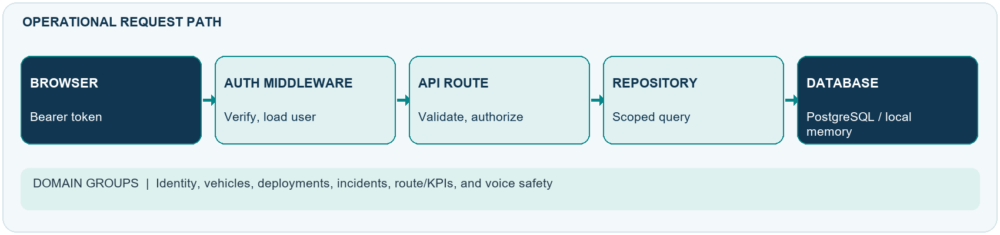 OPERATIONAL REQUEST PATH
BROWSER
Bearer token
AUTH MIDDLEWARE
Verify, load user
API ROUTE
Validate, authorize
REPOSITORY
Scoped query
DATABASE
PostgreSQL / local
memory
DOMAIN GROUPS | Identity, vehicles, deployments, incidents, route/KPIs, and voice safety